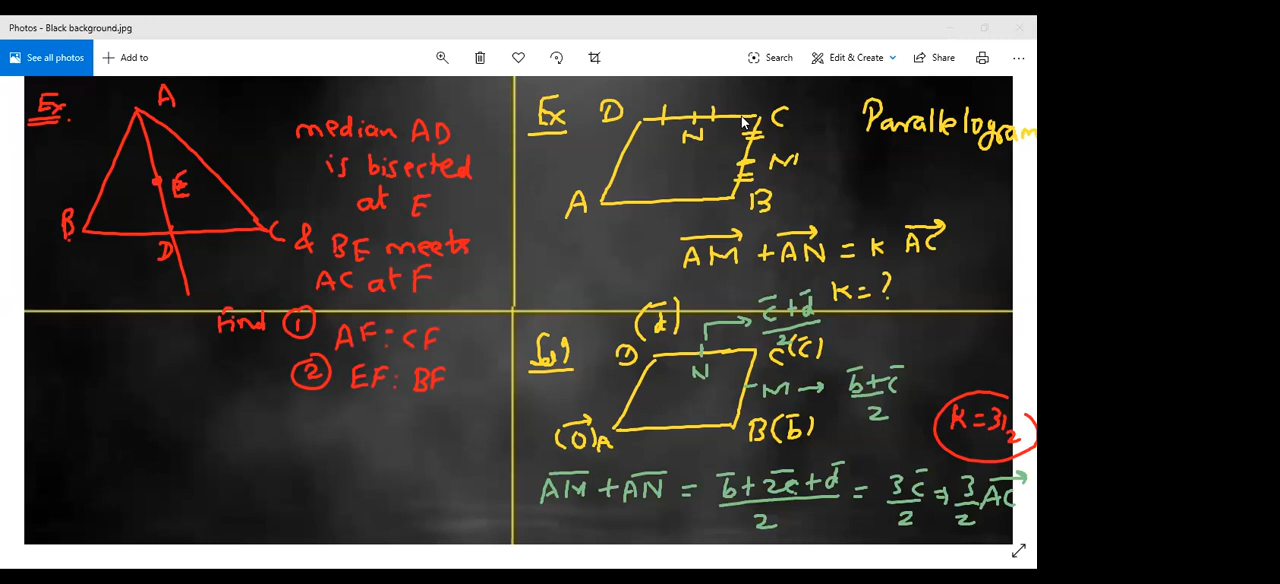 Photos - Black background.jpg
See all photos
Add to
Search
Edit & Create
Share
Ex
A
B
C
D
E
median AD
is bisected
at E
& BE meets
AC at F
Find ① AF : CF
② EF : BF
Ex
D
C
N
M
A
B
Parallelogram
AM + AN = K AC
K = ?
Solⁿ
(d)
D
N → c̅ + d̅ / 2
C(c̅)
M → b̅ + c̅ / 2
(0)A
B(b̅)
K = 3/2
AM + AN = b̅ + 2c̅ + d̅ / 2 = 3c̅ / 2 ⇒ 3/2 AC